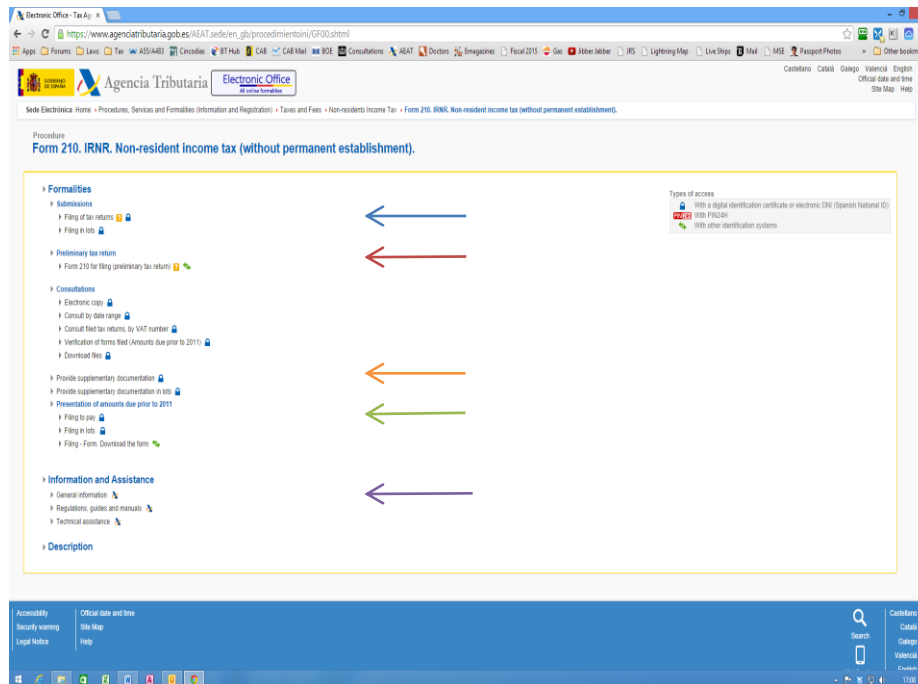 Electronic Office - Tax Ag
https://www.agenciatributaria.gob.es/AEAT.sede/en_gb/procedimientoini/GF00.shtml
Apps Forums Laws Tax A55/A483 Cincodias BT Hub CAB CAB Mail BOE Consultations AEAT Doctors Emagazines Fiscal 2015 Gas Jibber Jabber JRS Lightning Map Live Ships Mail MSE Passport Photos Other bookm
GOBIERNO DE ESPAÑA
Agencia Tributaria
Electronic Office
All online formalities
Castellano Català Galego Valencià English
Official date and time
Site Map Help
Sede Electrónica Home Procedures, Services and Formalities (Information and Registration) Taxes and Fees Non-residents Income Tax Form 210. IRNR. Non-resident income tax (without permanent establishment).
Procedure
Form 210. IRNR. Non-resident income tax (without permanent establishment).
Formalities
Submissions
Filing of tax returns
Filing in lots
Preliminary tax return
Form 210 for filing (preliminary tax return)
Consultations
Electronic copy
Consult by date range
Consult filed tax returns, by VAT number
Verification of forms filed (Amounts due prior to 2011)
Download files
Provide supplementary documentation
Provide supplementary documentation in lots
Presentation of amounts due prior to 2011
Filing to pay
Filing in lots.
Filing - Form. Download the form
Information and Assistance
General information
Regulations, guides and manuals
Technical assistance
Description
Types of access
With a digital identification certificate or electronic DNI (Spanish National ID)
With PIN24H
With other identification systems
Accessibility
Security warning
Legal Notice
Official date and time
Site Map
Help
Search
Castellano
Català
Galego
Valencià
English
17:08